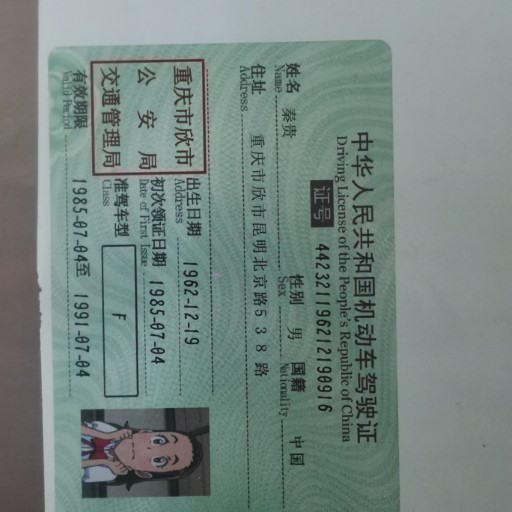 中华人民共和国机动车驾驶证
Driving License of the People's Republic of China
证号 442321196212190916
姓名 秦贵 性别 男 国籍 中国
Name Sex Nationality
住址 重庆市欣市昆明北京路538路
Address
重庆市欣市
公安局
交通管理局
出生日期 1962-12-19
Address
初次领证日期 1985-07-04
Date of First Issue
准驾车型 F
Class
有效期限 1985-07-04至 1991-07-04
Valid Period